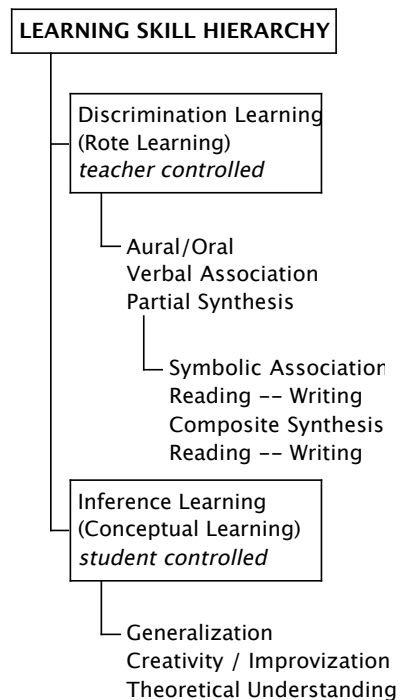 LEARNING SKILL HIERARCHY
Discrimination Learning
(Rote Learning)
teacher controlled
Aural/Oral
Verbal Association
Partial Synthesis
Symbolic Association
Reading -- Writing
Composite Synthesis
Reading -- Writing
Inference Learning
(Conceptual Learning)
student controlled
Generalization
Creativity / Improvization
Theoretical Understanding